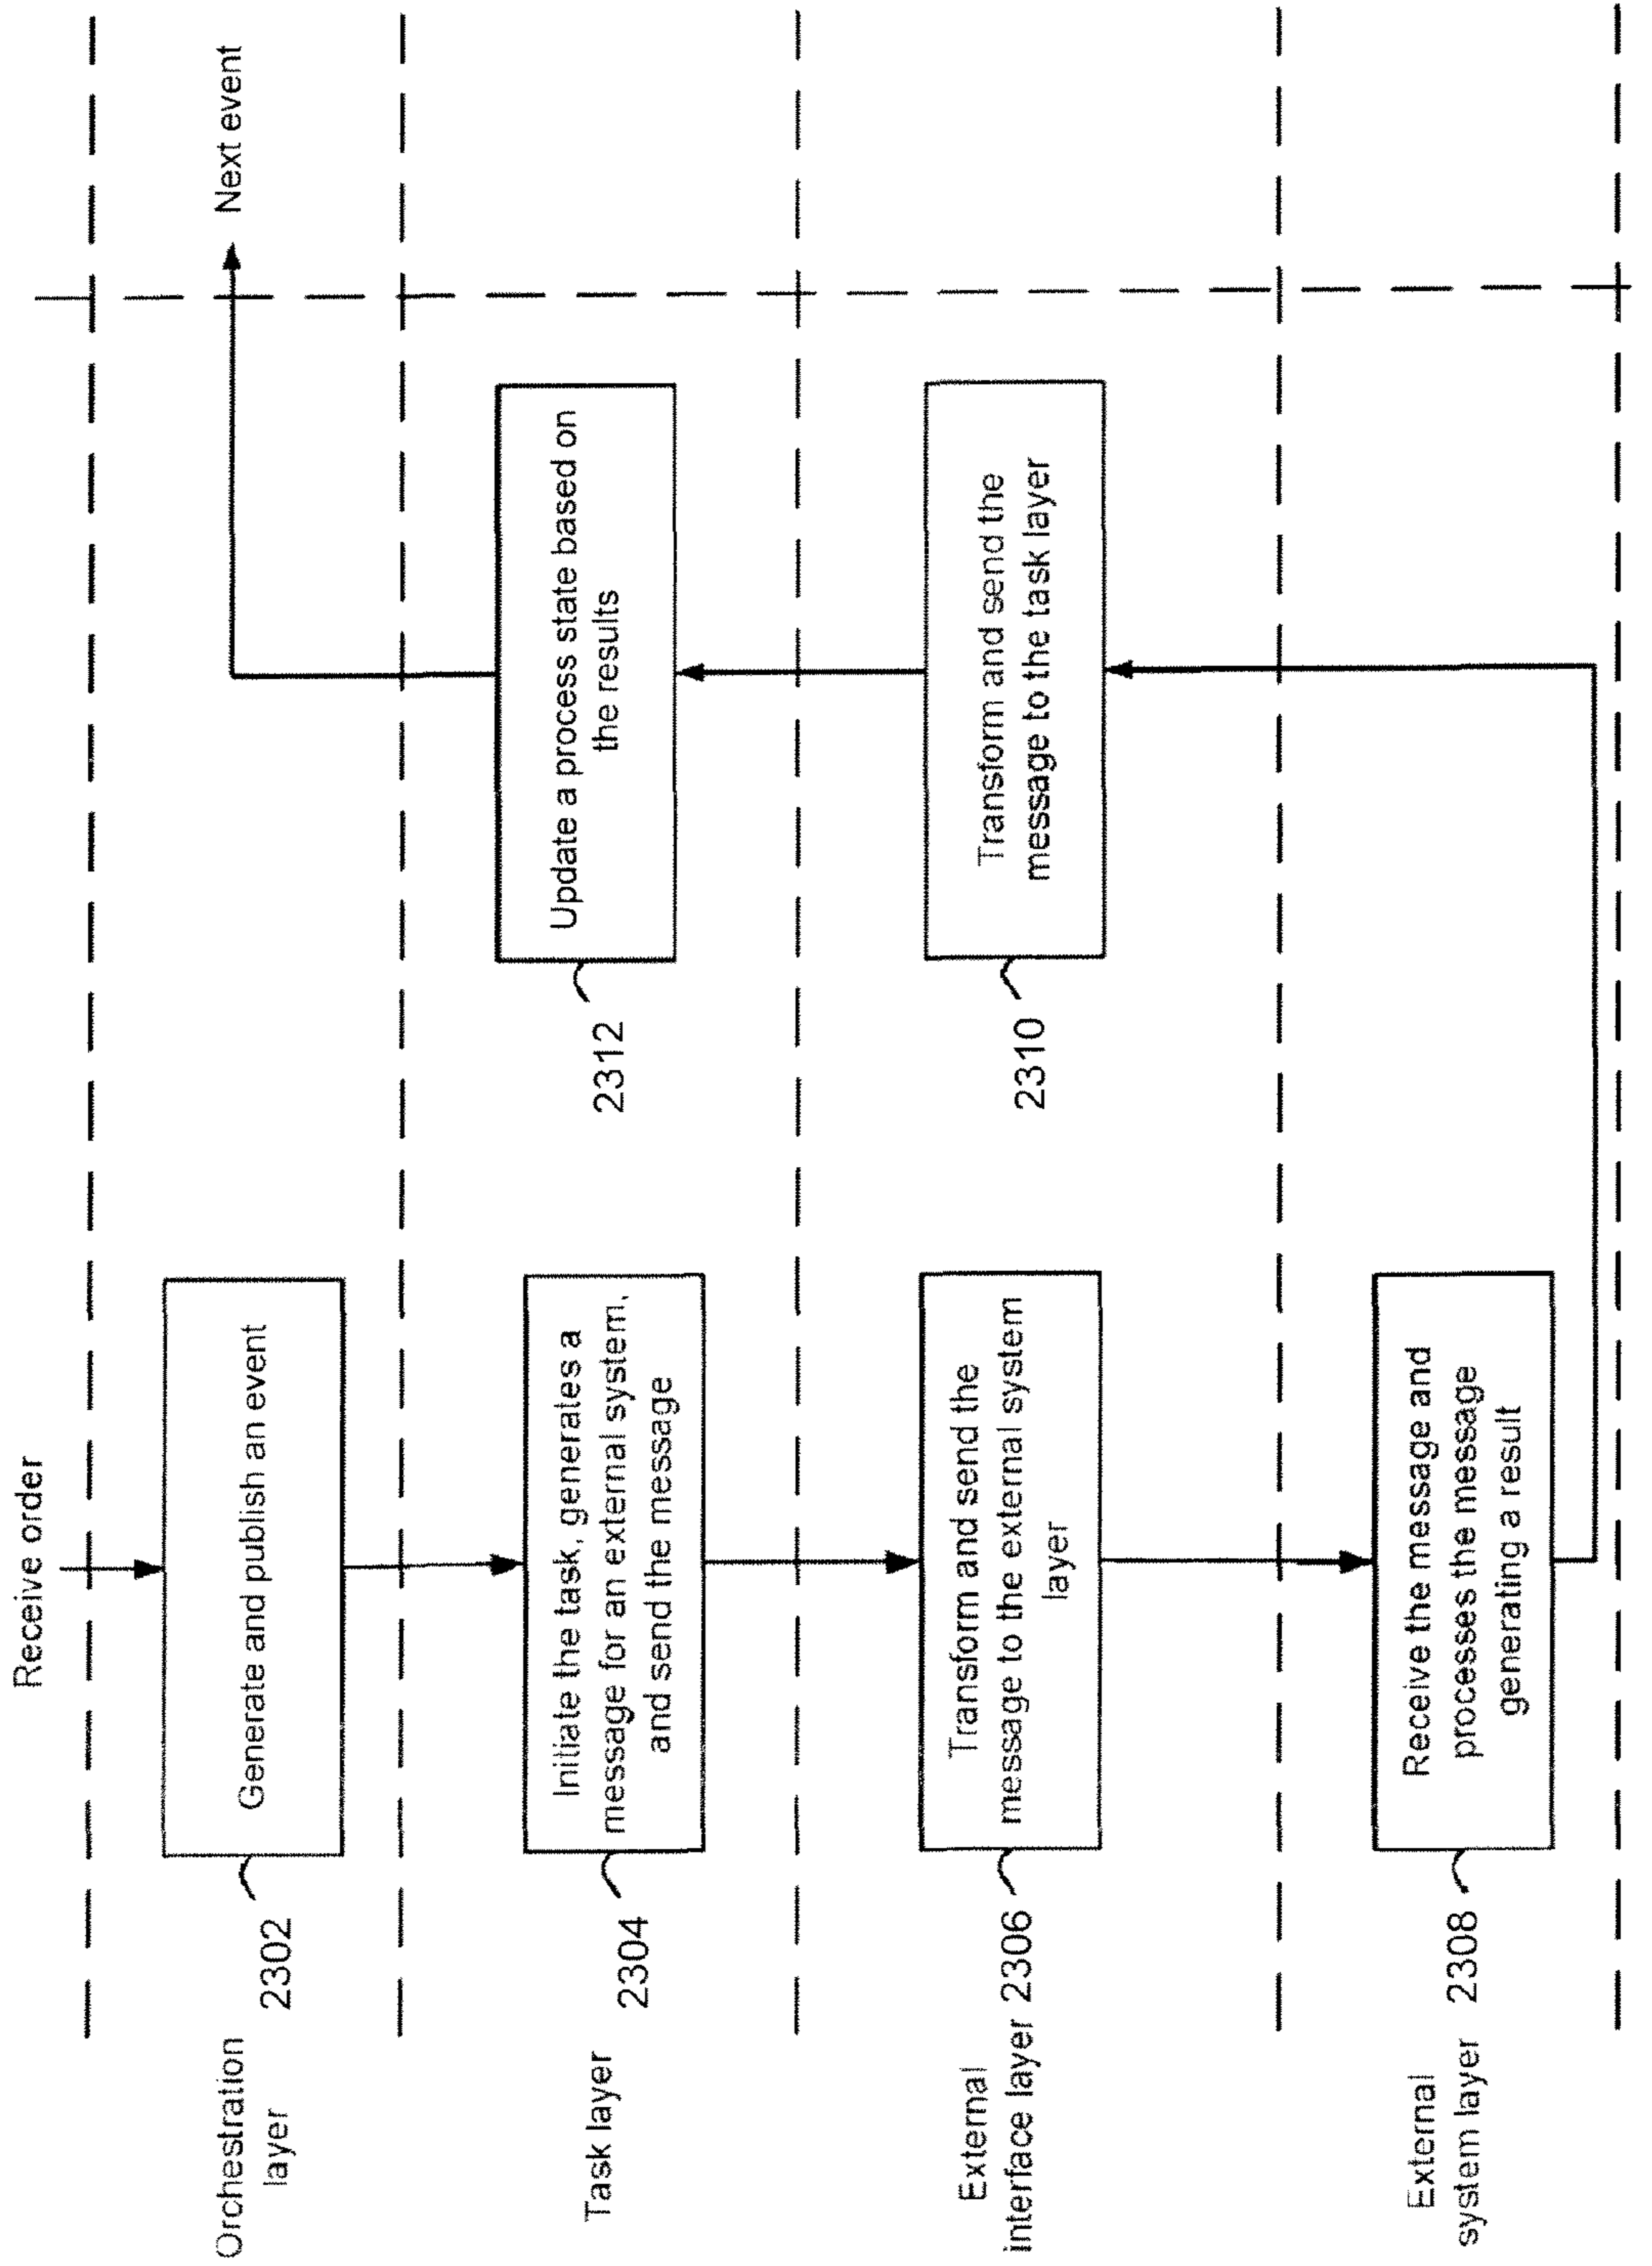 Receive order
Orchestration
layer
2302
Generate and publish an event
Next event
Task layer
2304
Initiate the task, generates a
message for an external system,
and send the message
2312
Update a process state based on
the results
External
interface layer
2306
Transform and send the
message to the external system
layer
2310
Transform and send the
message to the task layer
External
system layer
2308
Receive the message and
processes the message
generating a result